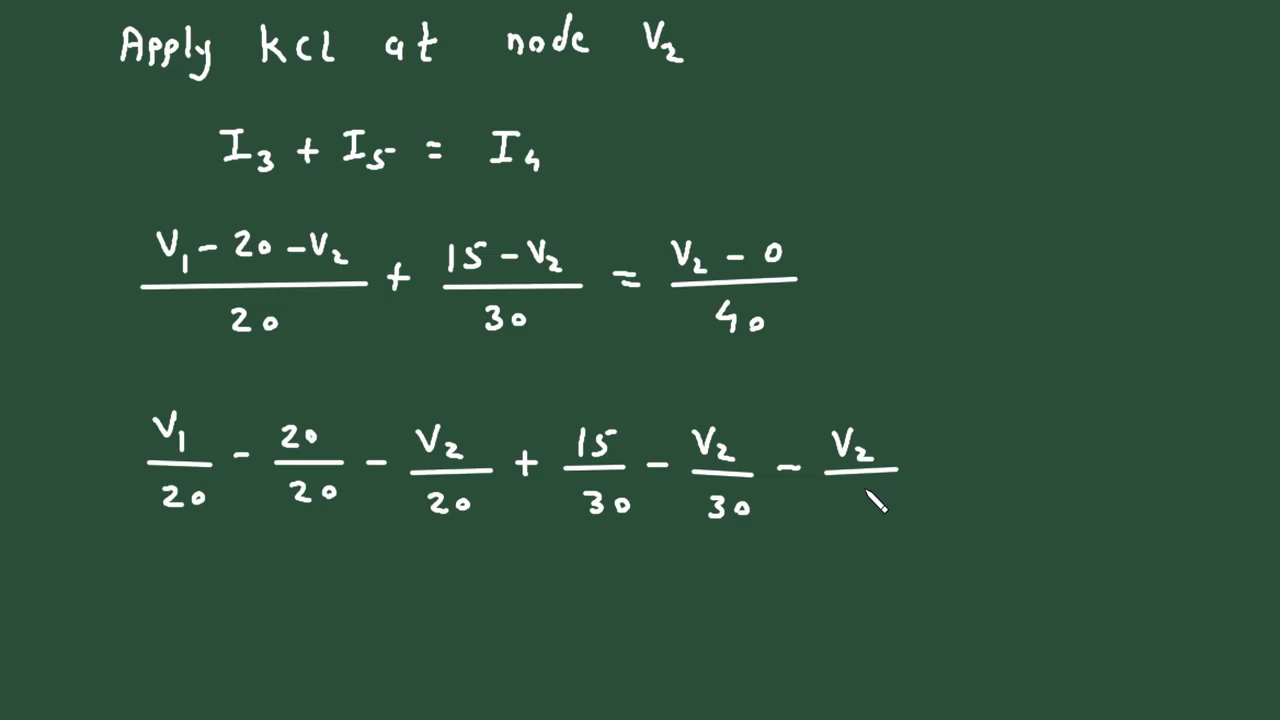 Apply kcl at node V₂
I₃ + I₅ = I₄
(V₁ - 20 - V₂)/20 + (15 - V₂)/30 = (V₂ - 0)/40
V₁/20 - 20/20 - V₂/20 + 15/30 - V₂/30 - V₂/